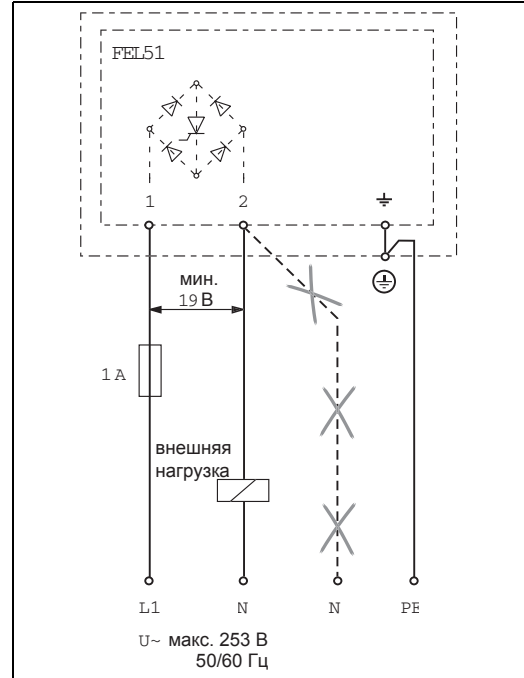 FEL51
1 2
мин.
19 В
1 A
внешняя
нагрузка
L1 N N PE
U~ макс. 253 В
50/60 Гц